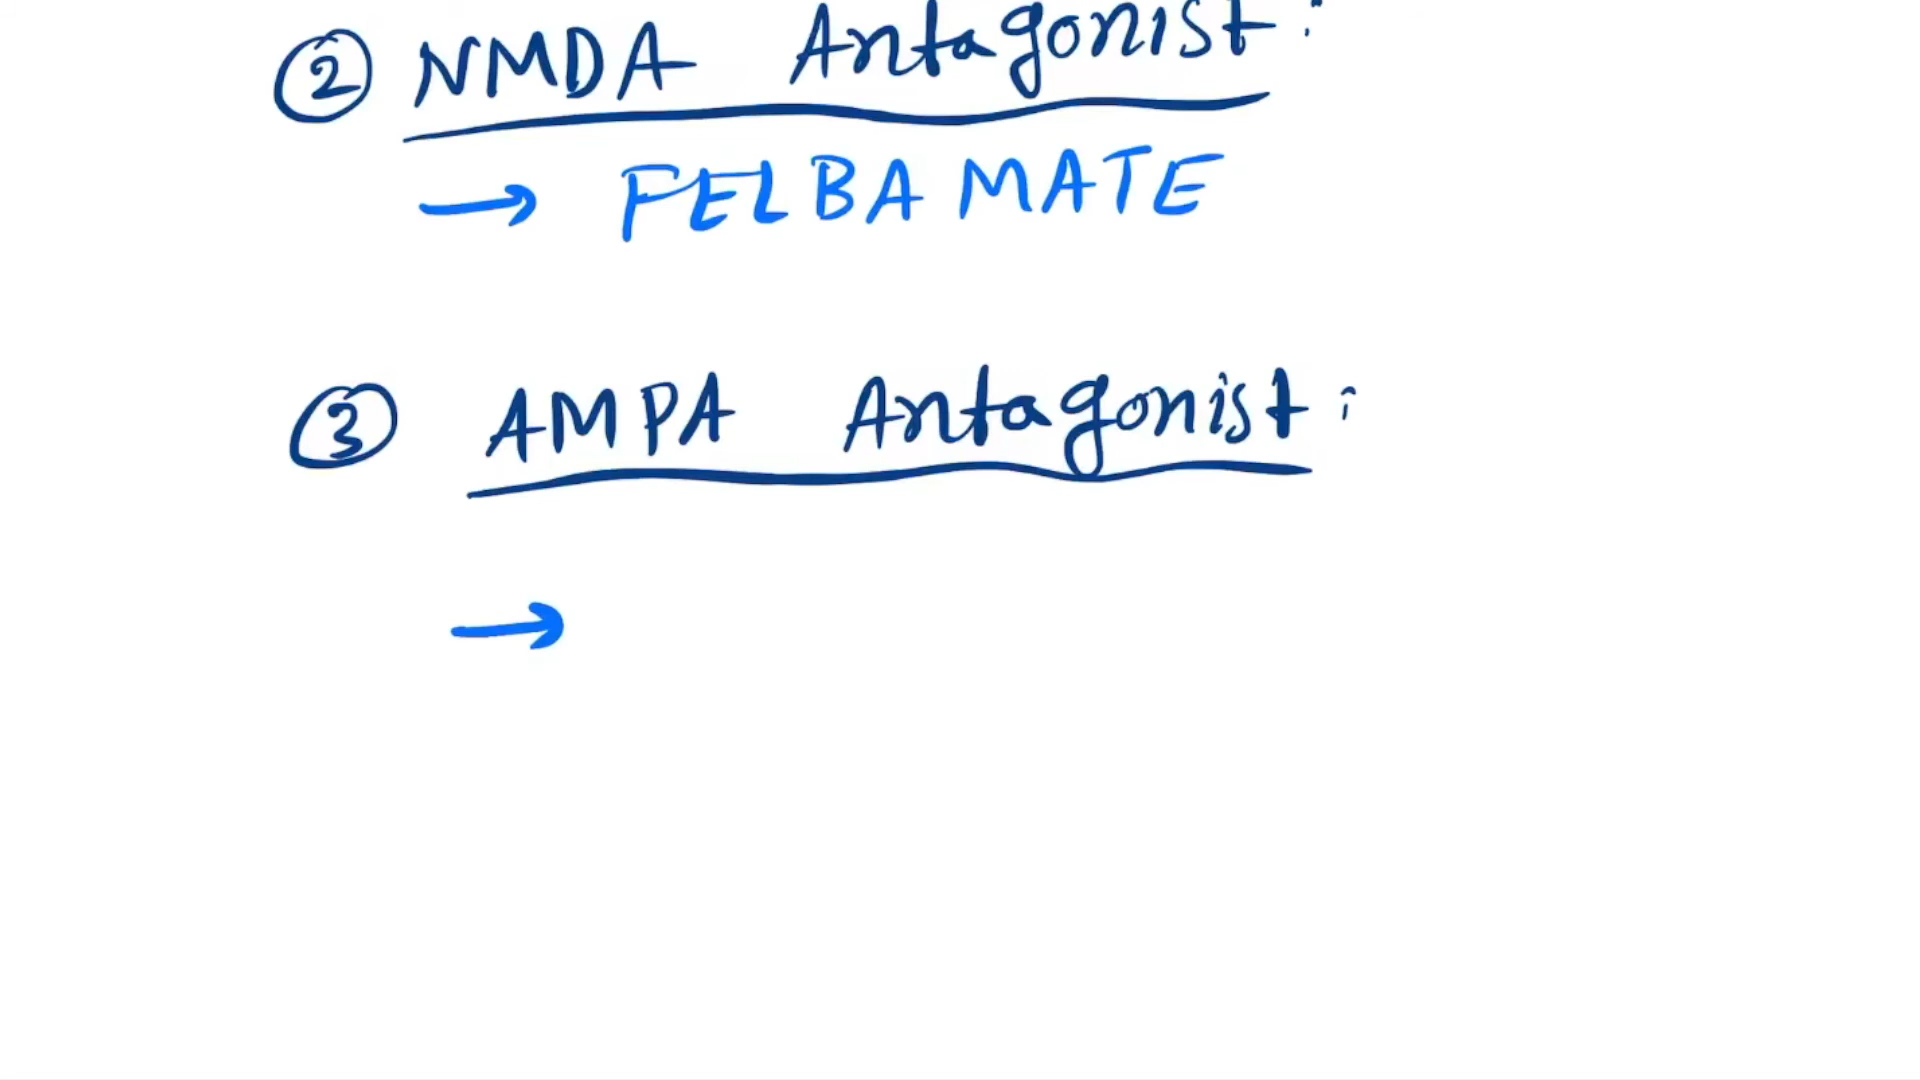 ② NMDA Antagonist:
→ FELBAMATE
③ AMPA Antagonist:
→